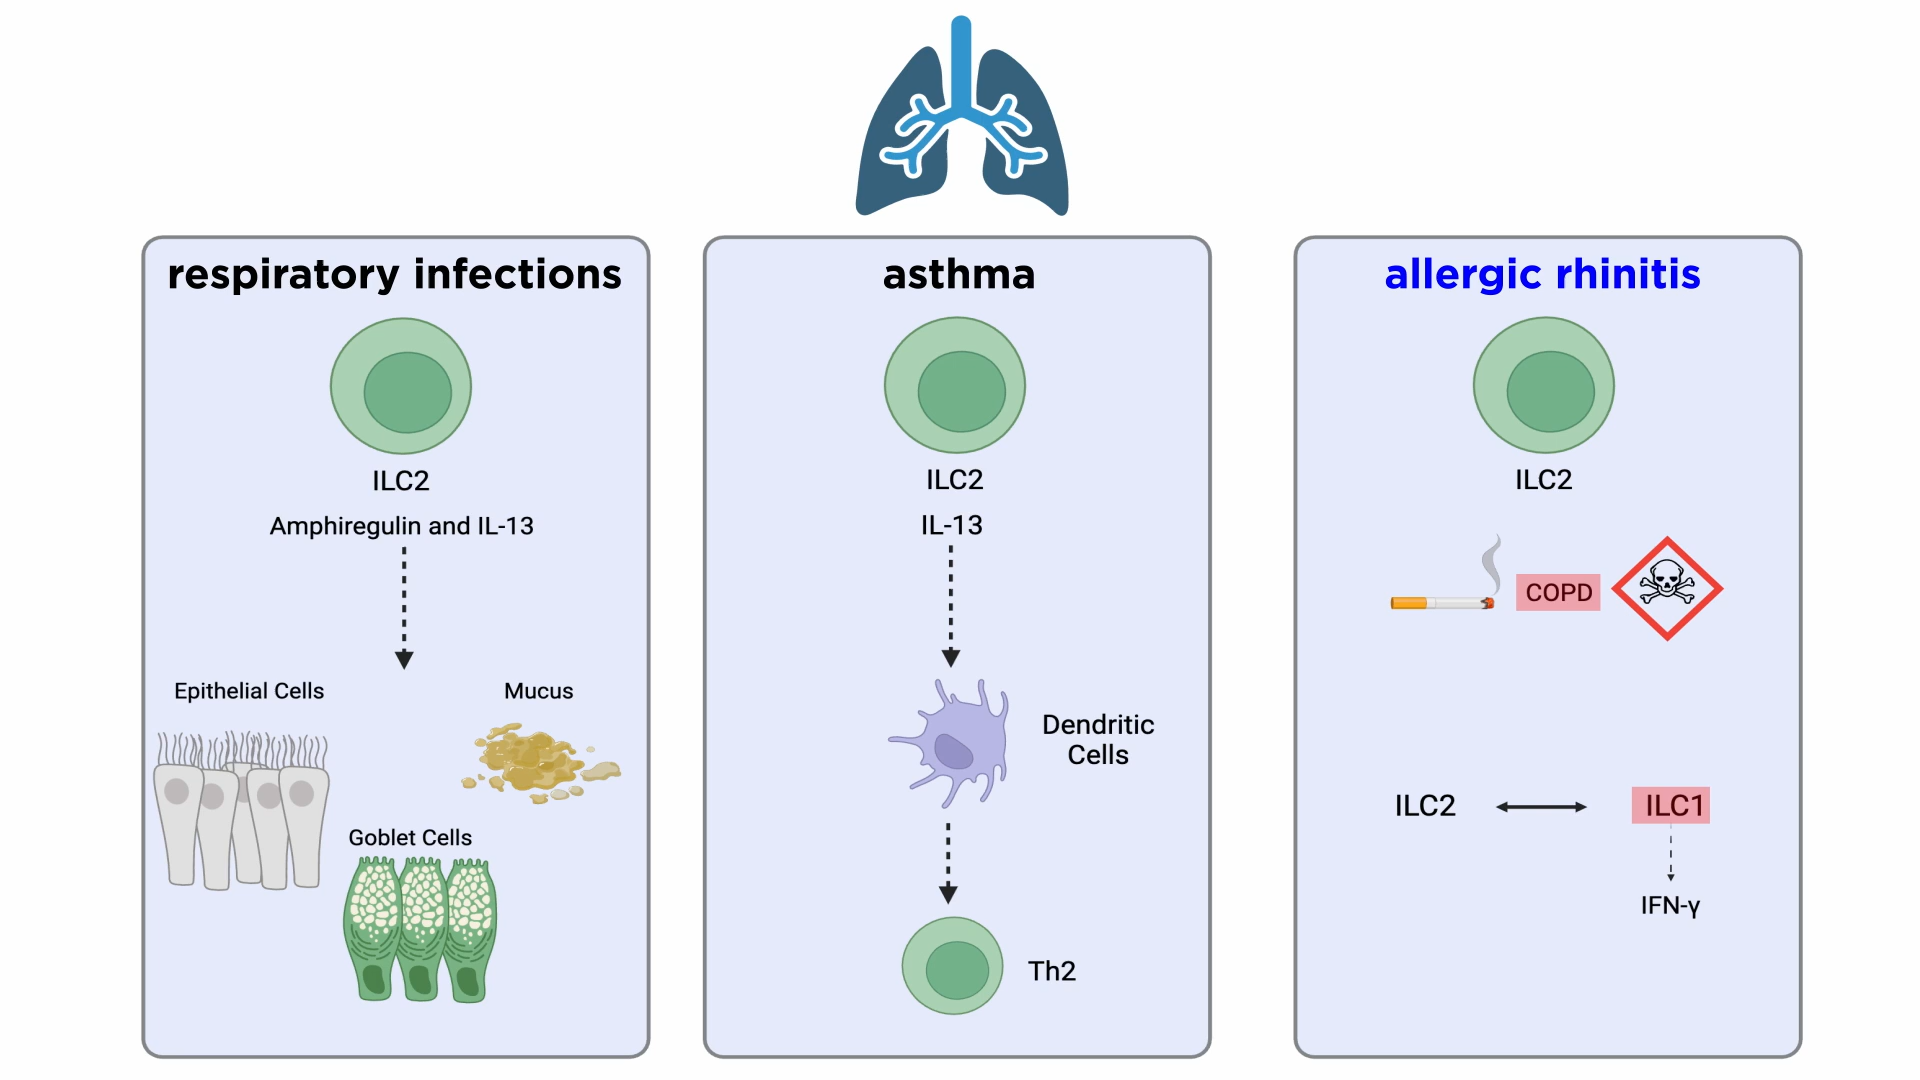 respiratory infections
ILC2
Amphiregulin and IL-13
Epithelial Cells
Mucus
Goblet Cells
asthma
ILC2
IL-13
Dendritic
Cells
Th2
allergic rhinitis
ILC2
COPD
ILC2
ILC1
IFN-γ